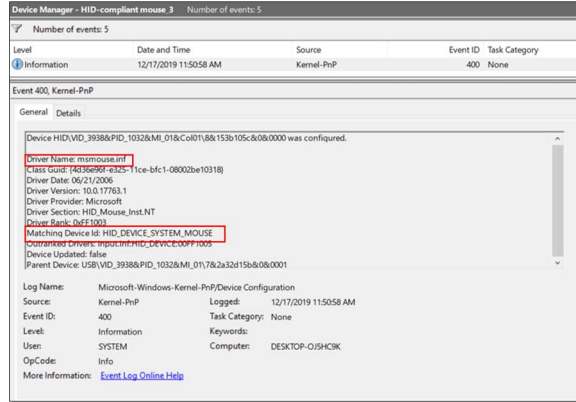 Device Manager - HID-compliant mouse_3 Number of events: 5
Number of events: 5
Level Date and Time Source Event ID Task Category
Information 12/17/2019 11:50:58 AM Kernel-PnP 400 None
Event 400, Kernel-PnP
General Details
Device HID\VID_3938&PID_1032&MI_01&Col01\8&153b105c&0&0000 was configured.
Driver Name: msmouse.inf
Class Guid: {4d36e96f-e325-11ce-bfc1-08002be10318}
Driver Date: 06/21/2006
Driver Version: 10.0.17763.1
Driver Provider: Microsoft
Driver Section: HID_Mouse_Inst.NT
Driver Rank: 0xFF1003
Matching Device Id: HID_DEVICE_SYSTEM_MOUSE
Outranked Drivers: input.inf:HID_DEVICE:00FF1005
Device Updated: false
Parent Device: USB\VID_3938&PID_1032&MI_01\7&2a32d15b&0&0001
Log Name: Microsoft-Windows-Kernel-PnP/Device Configuration
Source: Kernel-PnP Logged: 12/17/2019 11:50:58 AM
Event ID: 400 Task Category: None
Level: Information Keywords:
User: SYSTEM Computer: DESKTOP-OJSHC9K
OpCode: Info
More Information: Event Log Online Help